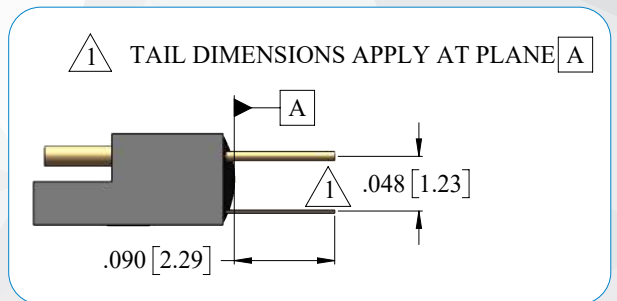 1 TAIL DIMENSIONS APPLY AT PLANE A
A
1 .048 [1.23]
.090 [2.29]